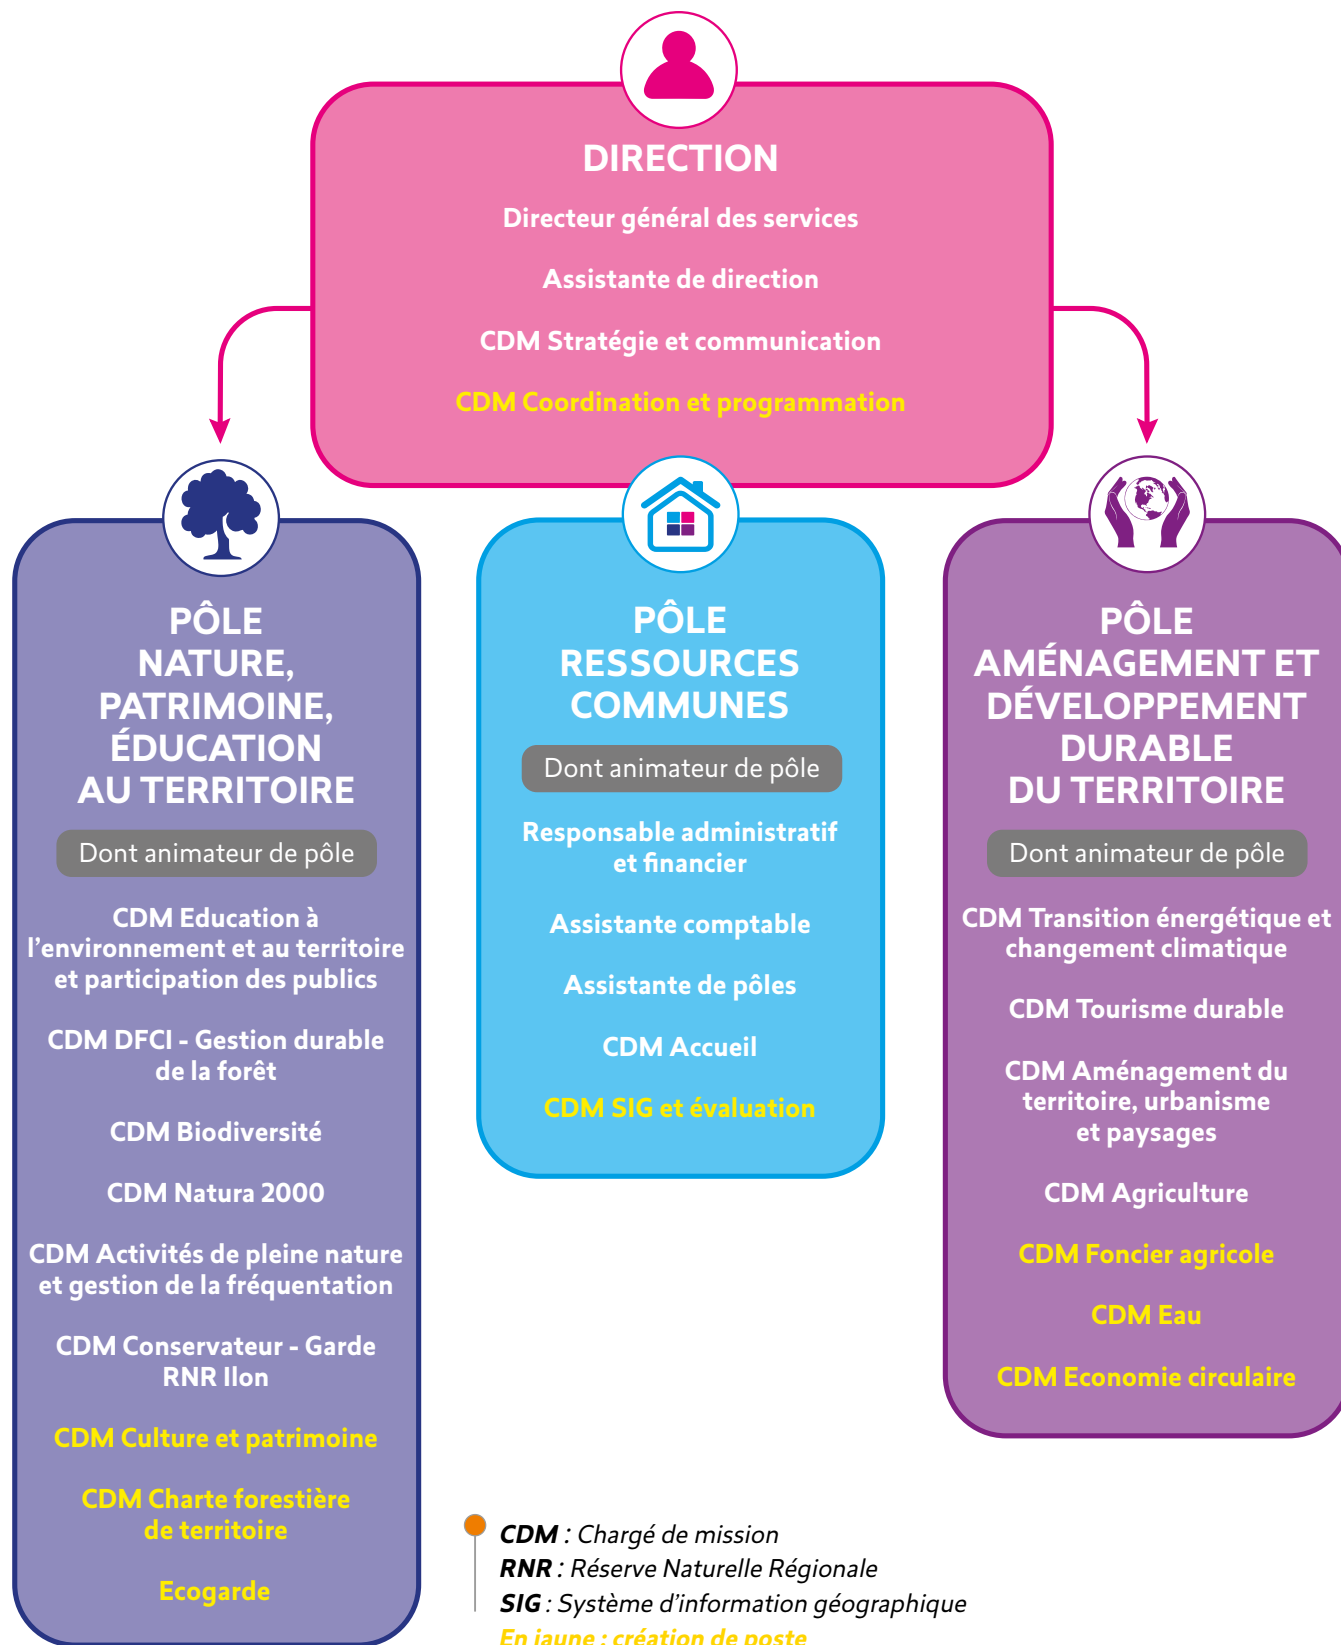 DIRECTION
Directeur général des services
Assistante de direction
CDM Stratégie et communication
CDM Coordination et programmation
PÔLE
NATURE,
PATRIMOINE,
ÉDUCATION
AU TERRITOIRE
Dont animateur de pôle
CDM Education à
l’environnement et au territoire
et participation des publics
CDM DFCI - Gestion durable
de la forêt
CDM Biodiversité
CDM Natura 2000
CDM Activités de pleine nature
et gestion de la fréquentation
CDM Conservateur - Garde
RNR Ilon
CDM Culture et patrimoine
CDM Charte forestière
de territoire
Ecogarde
PÔLE
RESSOURCES
COMMUNES
Dont animateur de pôle
Responsable administratif
et financier
Assistante comptable
Assistante de pôles
CDM Accueil
CDM SIG et évaluation
PÔLE
AMÉNAGEMENT ET
DÉVELOPPEMENT
DURABLE
DU TERRITOIRE
Dont animateur de pôle
CDM Transition énergétique et
changement climatique
CDM Tourisme durable
CDM Aménagement du
territoire, urbanisme
et paysages
CDM Agriculture
CDM Foncier agricole
CDM Eau
CDM Economie circulaire
CDM : Chargé de mission
RNR : Réserve Naturelle Régionale
SIG : Système d’information géographique
En jaune : création de poste